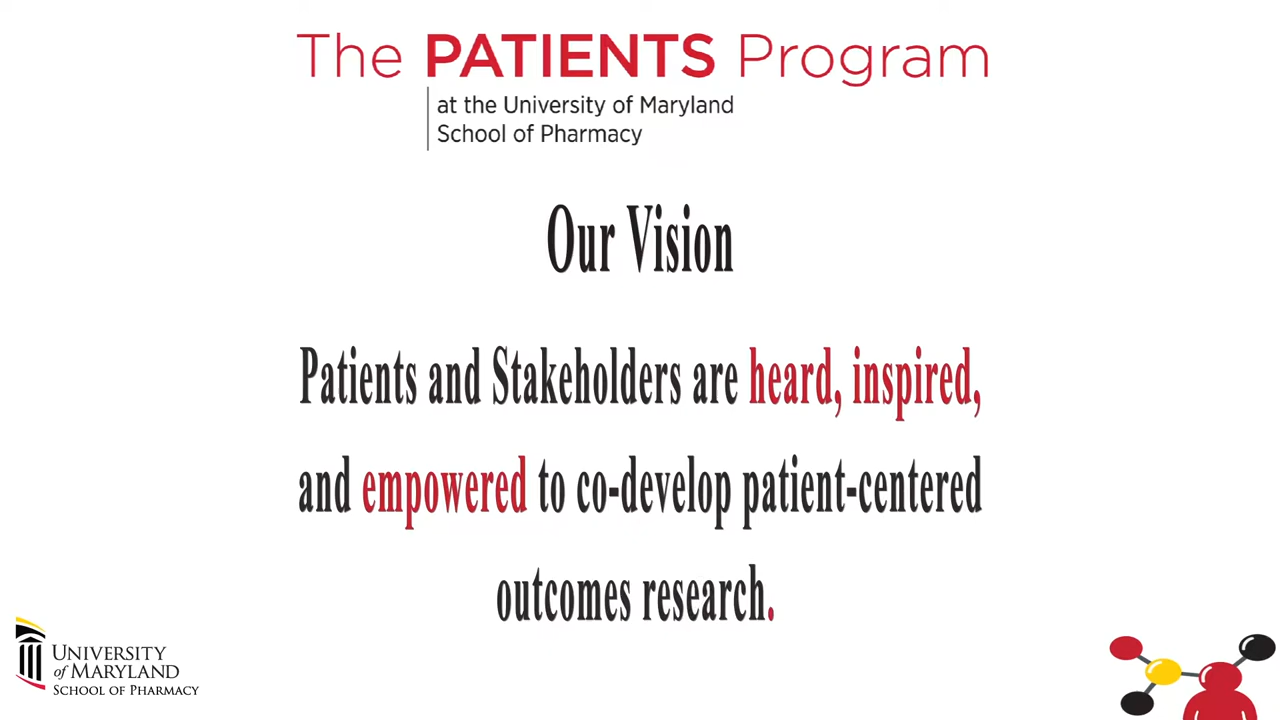 The PATIENTS Program
at the University of Maryland
School of Pharmacy
Our Vision
Patients and Stakeholders are heard, inspired,
and empowered to co-develop patient-centered
outcomes research.
UNIVERSITY
of MARYLAND
SCHOOL OF PHARMACY